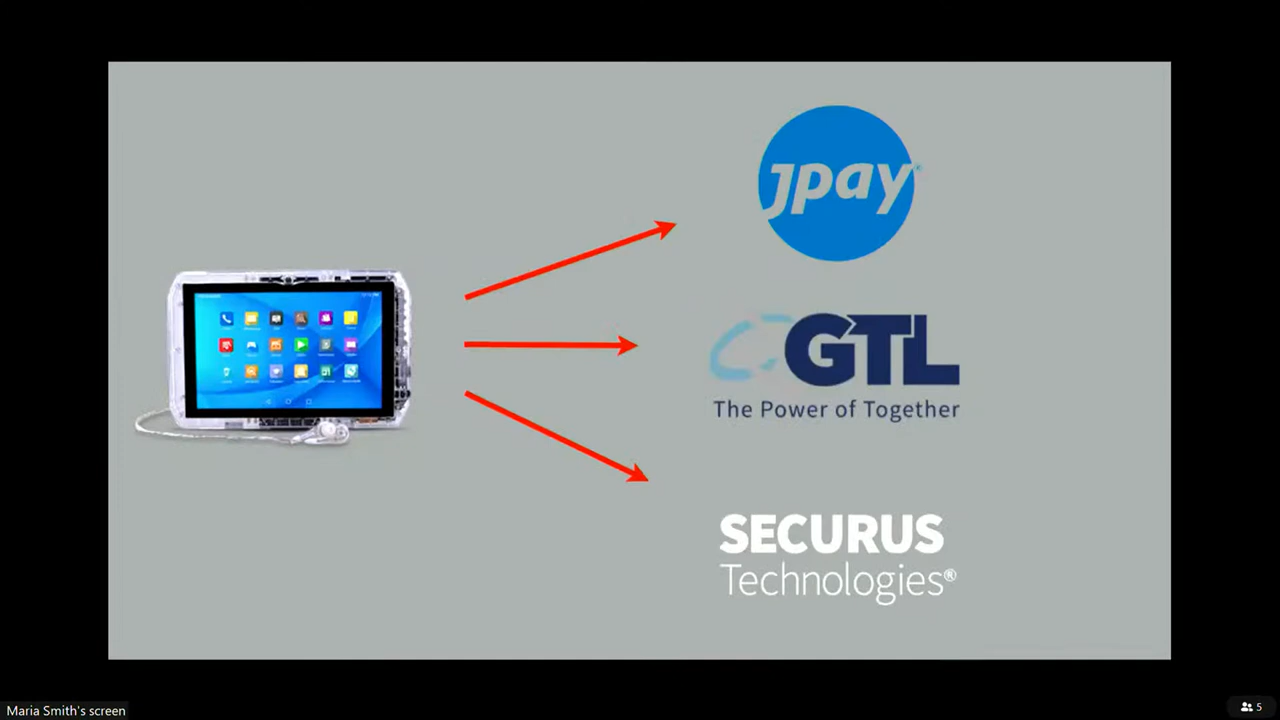 jpay
GTL
The Power of Together
SECURUS
Technologies®
Maria Smith's screen
5